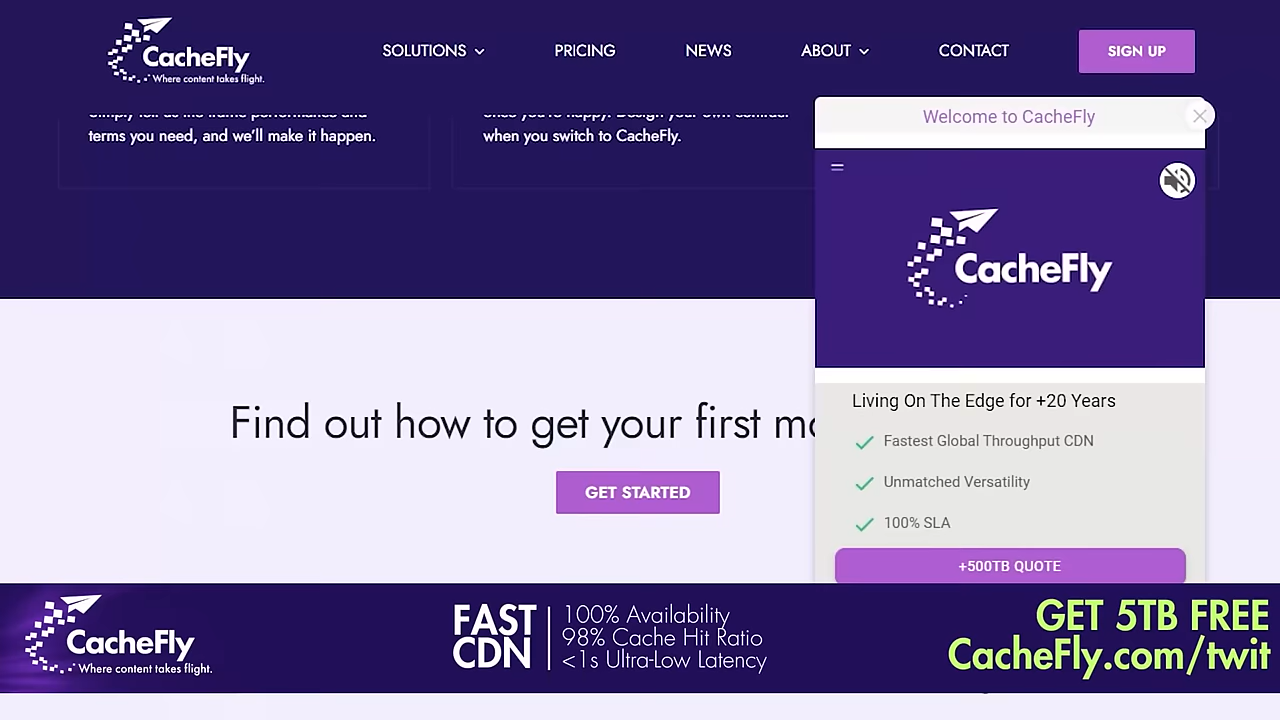 CacheFly
Where content takes flight.
SOLUTIONS
PRICING
NEWS
ABOUT
CONTACT
SIGN UP
terms you need, and we'll make it happen.
when you switch to CacheFly.
Welcome to CacheFly
CacheFly
Living On The Edge for +20 Years
Fastest Global Throughput CDN
Unmatched Versatility
100% SLA
+500TB QUOTE
Find out how to get your first
GET STARTED
CacheFly
Where content takes flight.
FAST
CDN
100% Availability
98% Cache Hit Ratio
<1s Ultra-Low Latency
GET 5TB FREE
CacheFly.com/twit